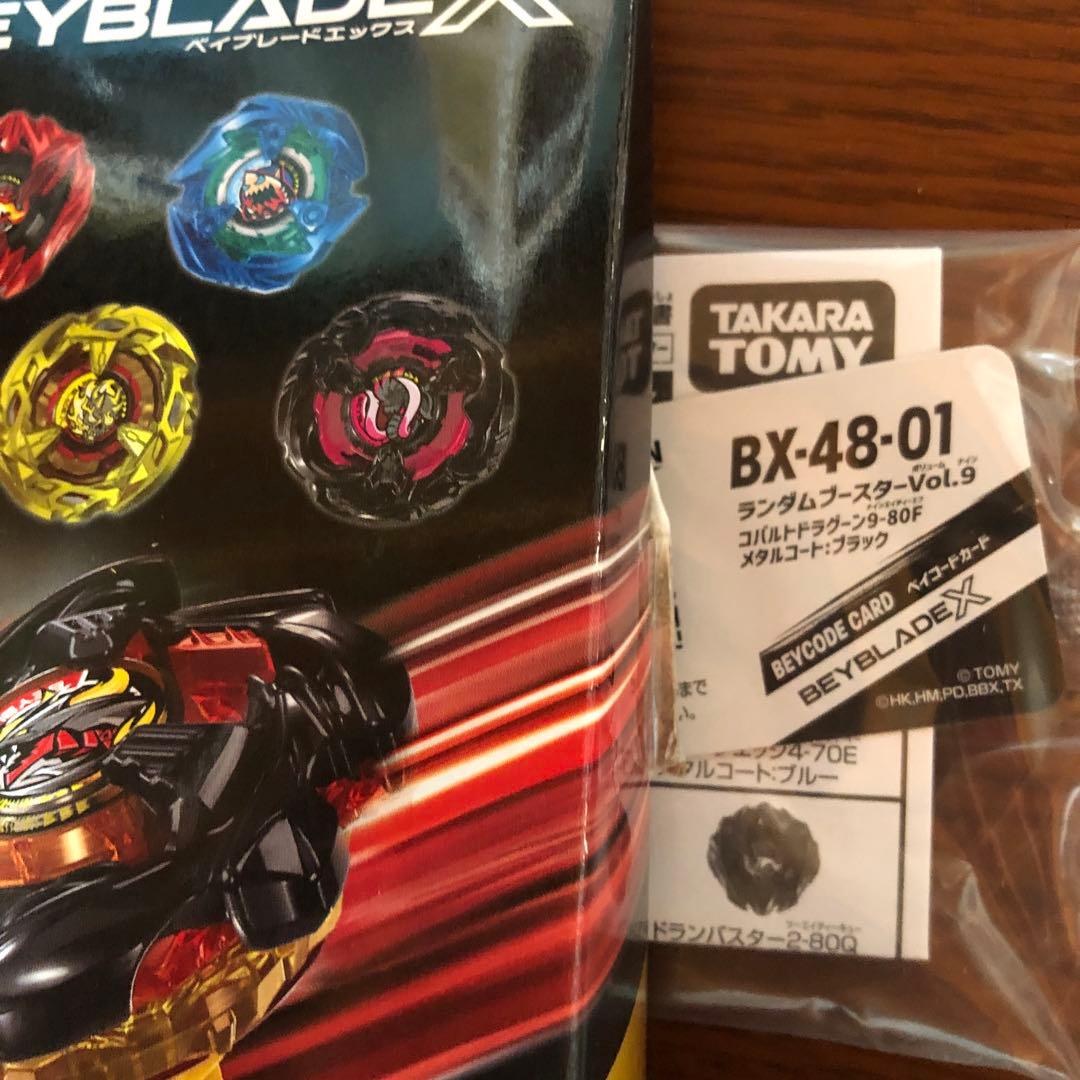 EYBLADE X
ベイブレードエックス
TAKARA
TOMY
BX-48-01
ボリューム ナイン
ランダムブースターVol.9
ナインエイティーエフ
コバルトドラグーン9-80F
メタルコート:ブラック
BEYCODE CARD ベイコードカード
BEYBLADE X
©TOMY
©HK,HM,PD,BBX,TX
まで
い。
4-70E
タルコート:ブルー
ツーエイティーキュー
ドランバスター2-80Q